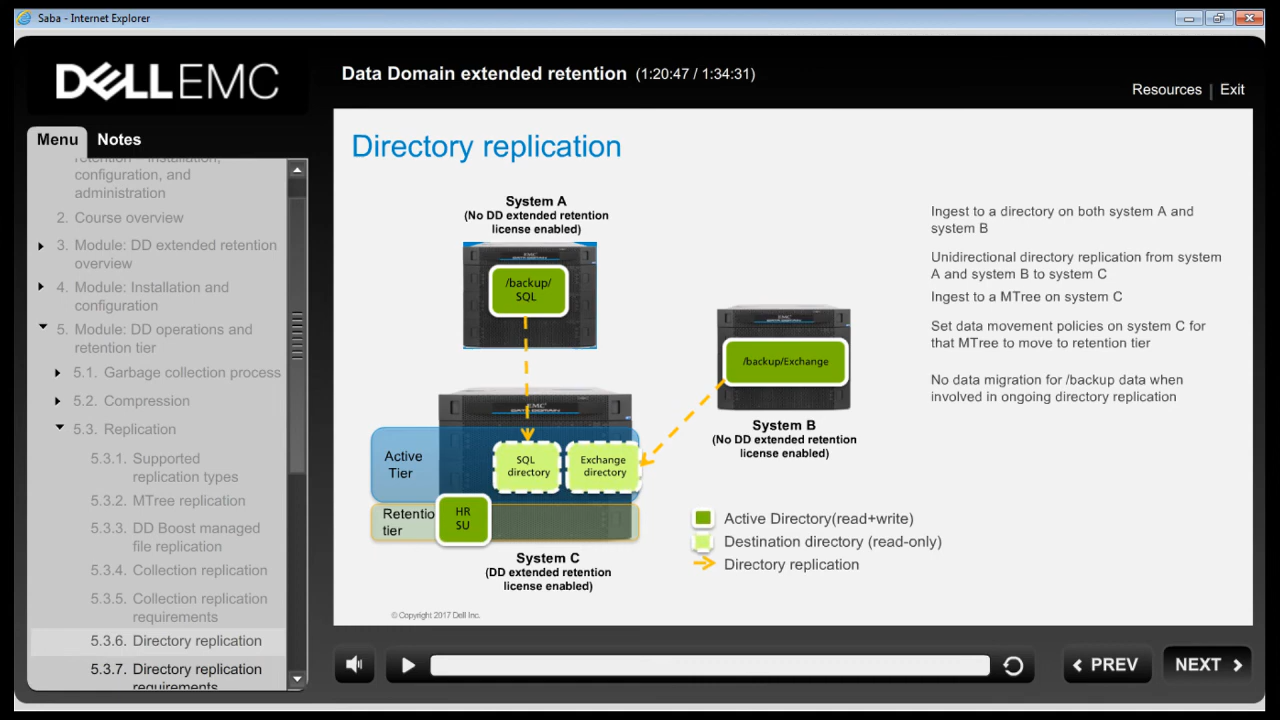 Saba - Internet Explorer
DELLEMC
Data Domain extended retention (1:20:47 / 1:34:31)
Resources | Exit
Menu
Notes
retention – installation,
configuration, and
administration
2. Course overview
3. Module: DD extended retention
overview
4. Module: Installation and
configuration
5. Module: DD operations and
retention tier
5.1. Garbage collection process
5.2. Compression
5.3. Replication
5.3.1. Supported
replication types
5.3.2. MTree replication
5.3.3. DD Boost managed
file replication
5.3.4. Collection replication
5.3.5. Collection replication
requirements
5.3.6. Directory replication
5.3.7. Directory replication
requirements
Directory replication
System A
(No DD extended retention
license enabled)
/backup/
SQL
/backup/Exchange
System B
(No DD extended retention
license enabled)
EMC²
DATA DOMAIN
Active
Tier
SQL
directory
Exchange
directory
Retentio
tier
HR
SU
System C
(DD extended retention
license enabled)
Ingest to a directory on both system A and
system B
Unidirectional directory replication from system
A and system B to system C
Ingest to a MTree on system C
Set data movement policies on system C for
that MTree to move to retention tier
No data migration for /backup data when
involved in ongoing directory replication
Active Directory(read+write)
Destination directory (read-only)
Directory replication
© Copyright 2017 Dell Inc.
PREV
NEXT